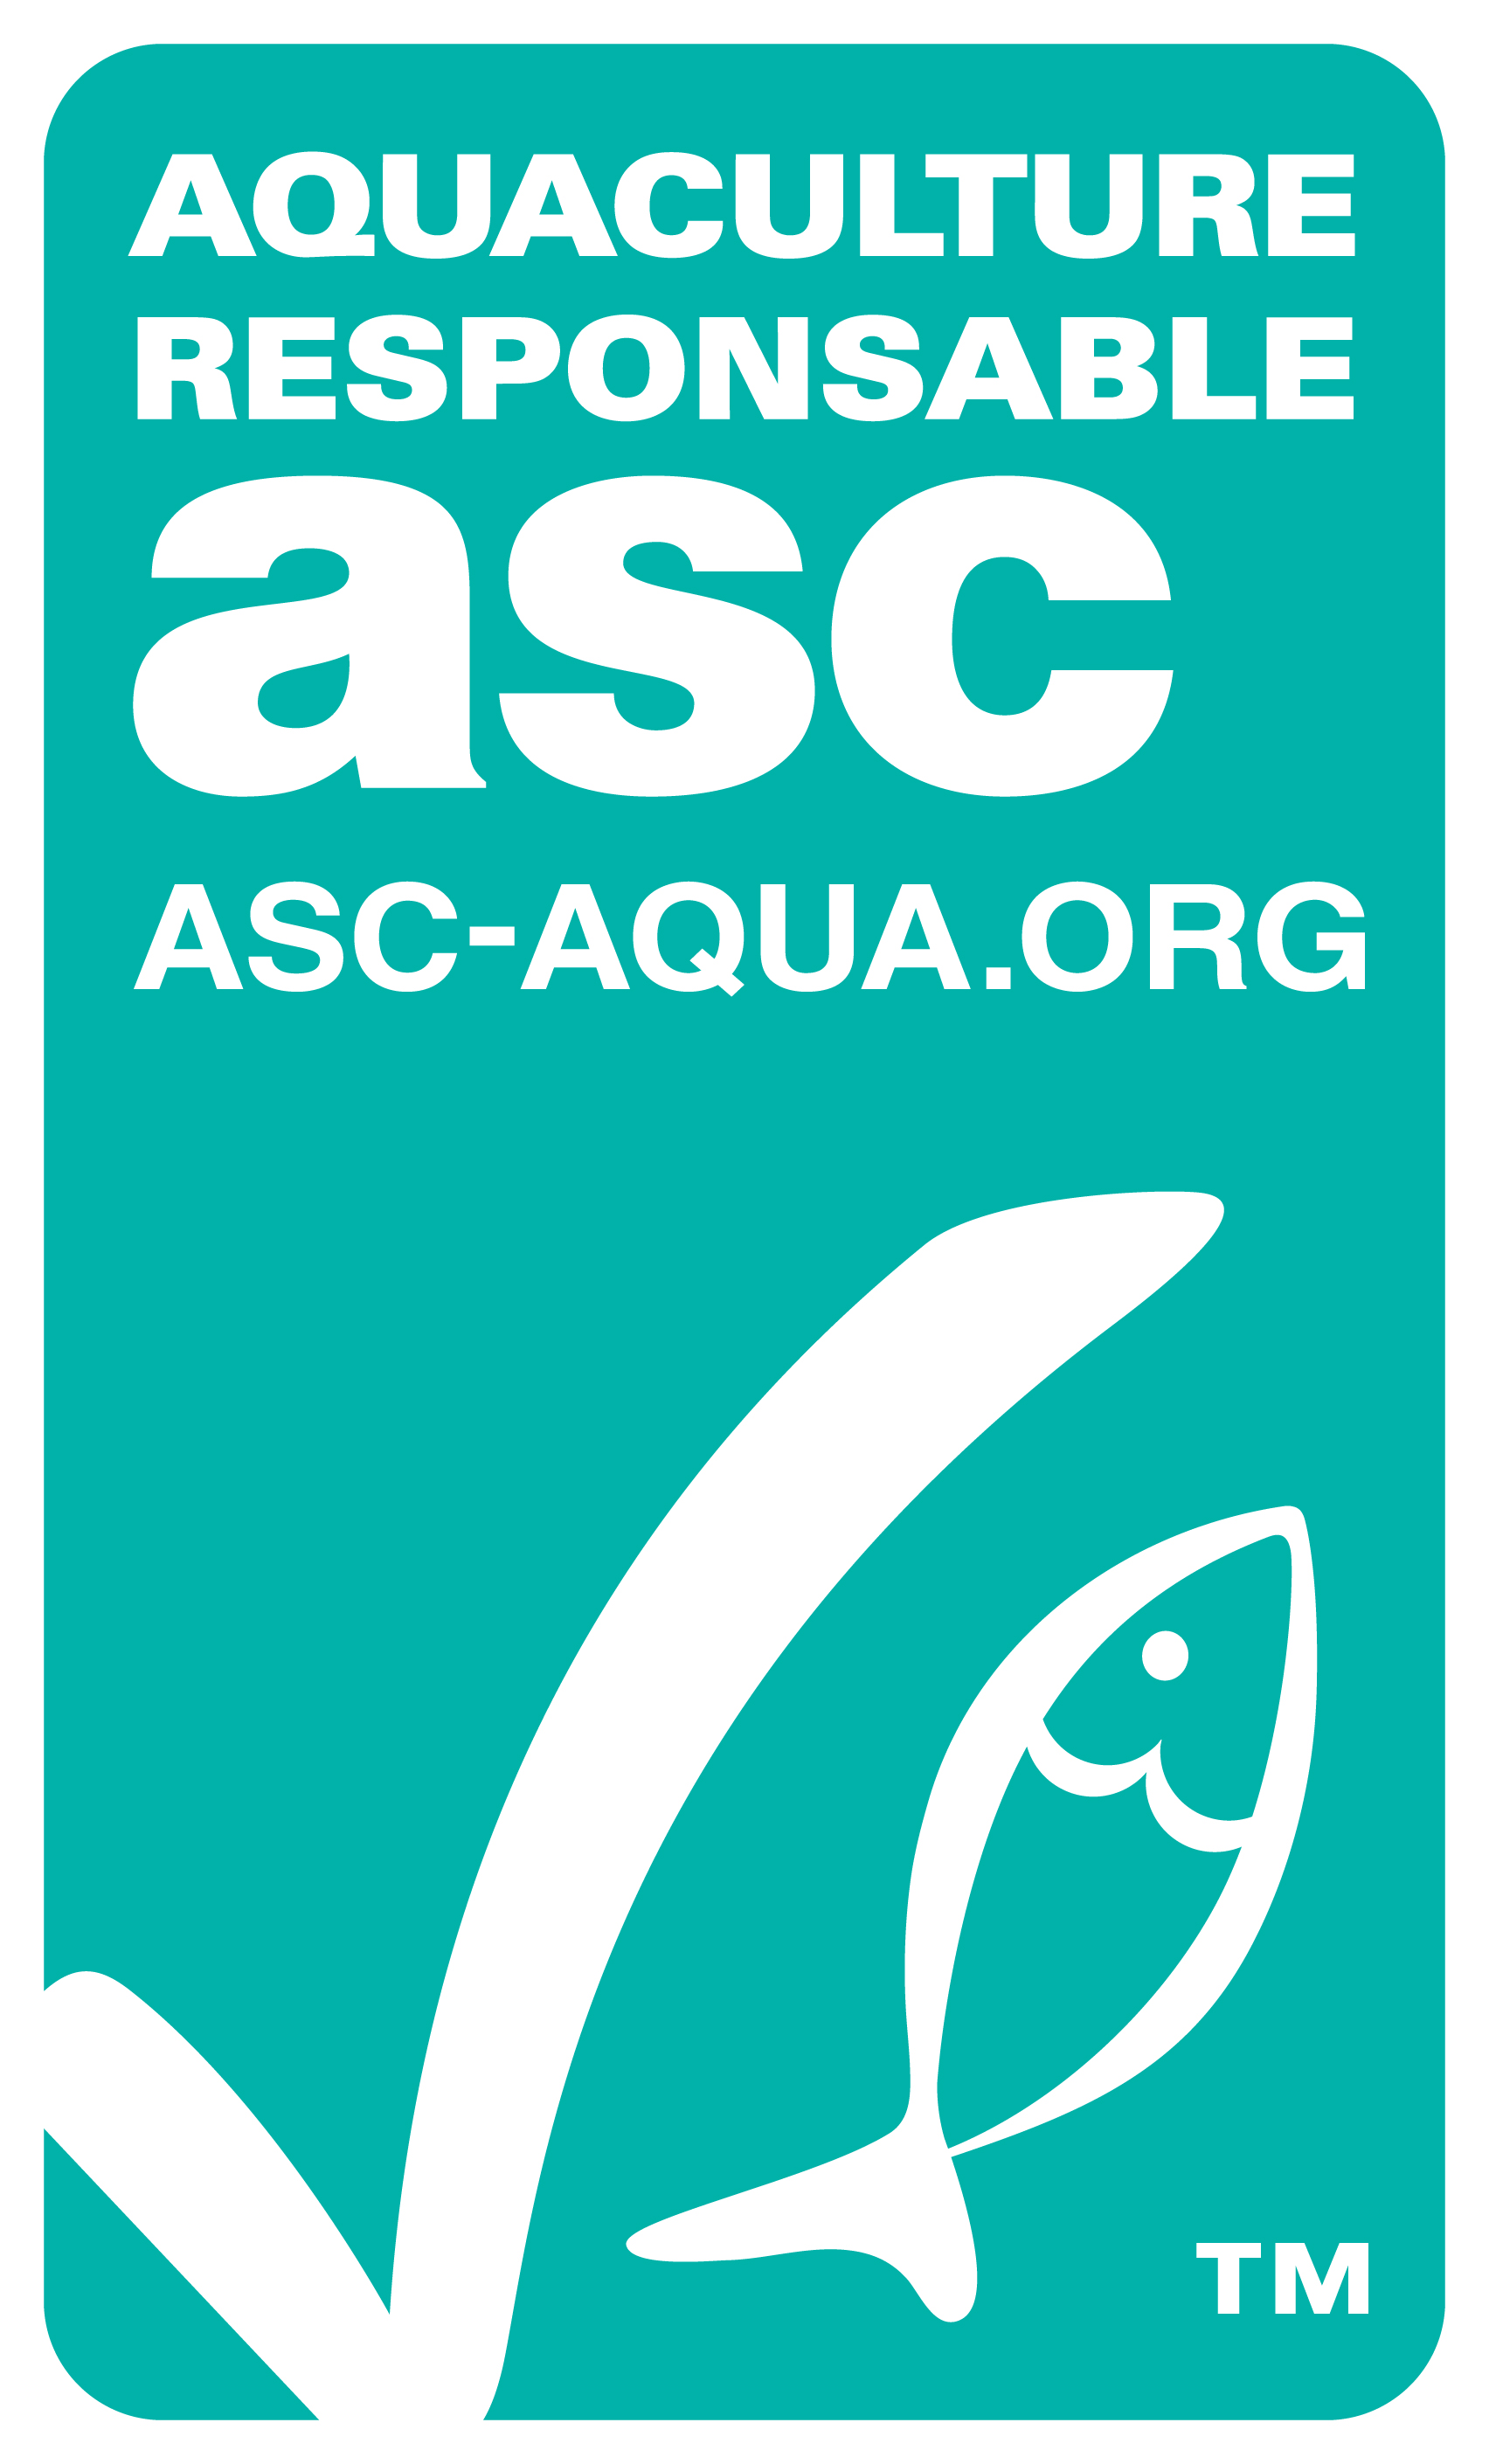 AQUACULTURE
RESPONSABLE
asc
ASC-AQUA.ORG
TM